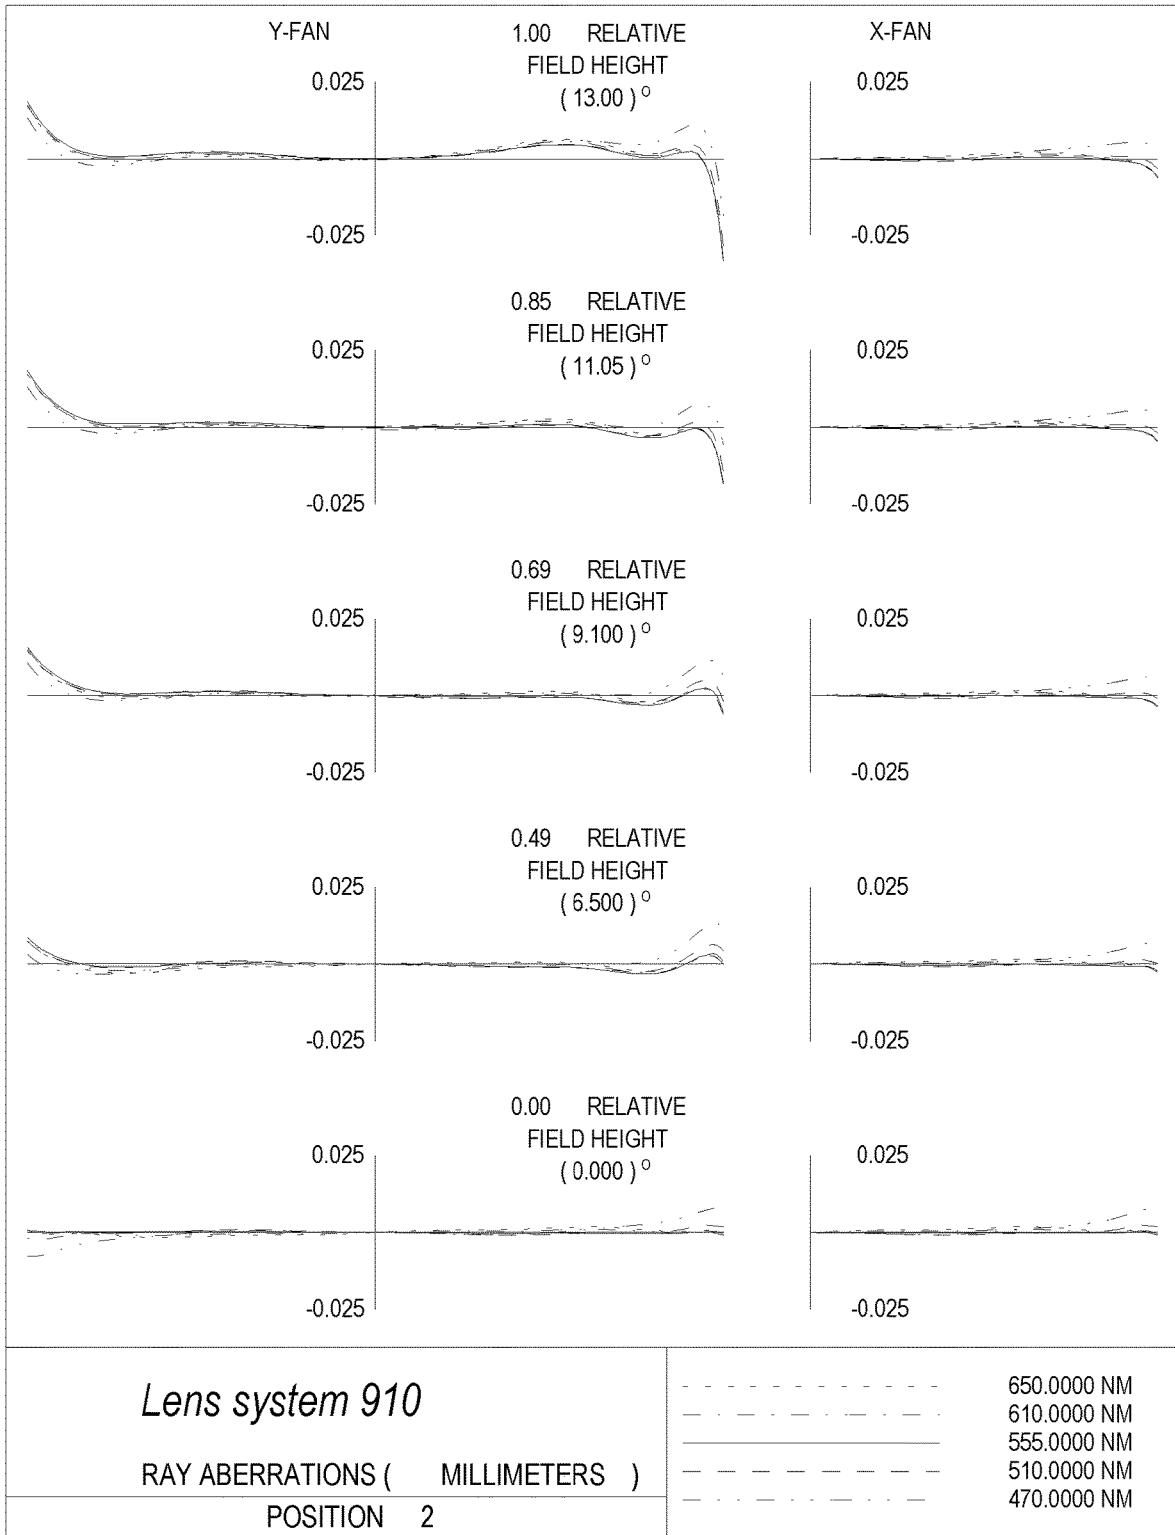 Y-FAN 1.00 RELATIVE X-FAN
FIELD HEIGHT
0.025 ( 13.00 ) O 0.025
-0.025 -0.025
0.85 RELATIVE
FIELD HEIGHT
0.025 ( 11.05 ) O 0.025
-0.025 -0.025
0.69 RELATIVE
FIELD HEIGHT
0.025 ( 9.100 ) O 0.025
-0.025 -0.025
0.49 RELATIVE
FIELD HEIGHT
0.025 ( 6.500 ) O 0.025
-0.025 -0.025
0.00 RELATIVE
FIELD HEIGHT
0.025 ( 0.000 ) O 0.025
-0.025 -0.025
Lens system 910
RAY ABERRATIONS ( MILLIMETERS )
POSITION 2
650.0000 NM
610.0000 NM
555.0000 NM
510.0000 NM
470.0000 NM